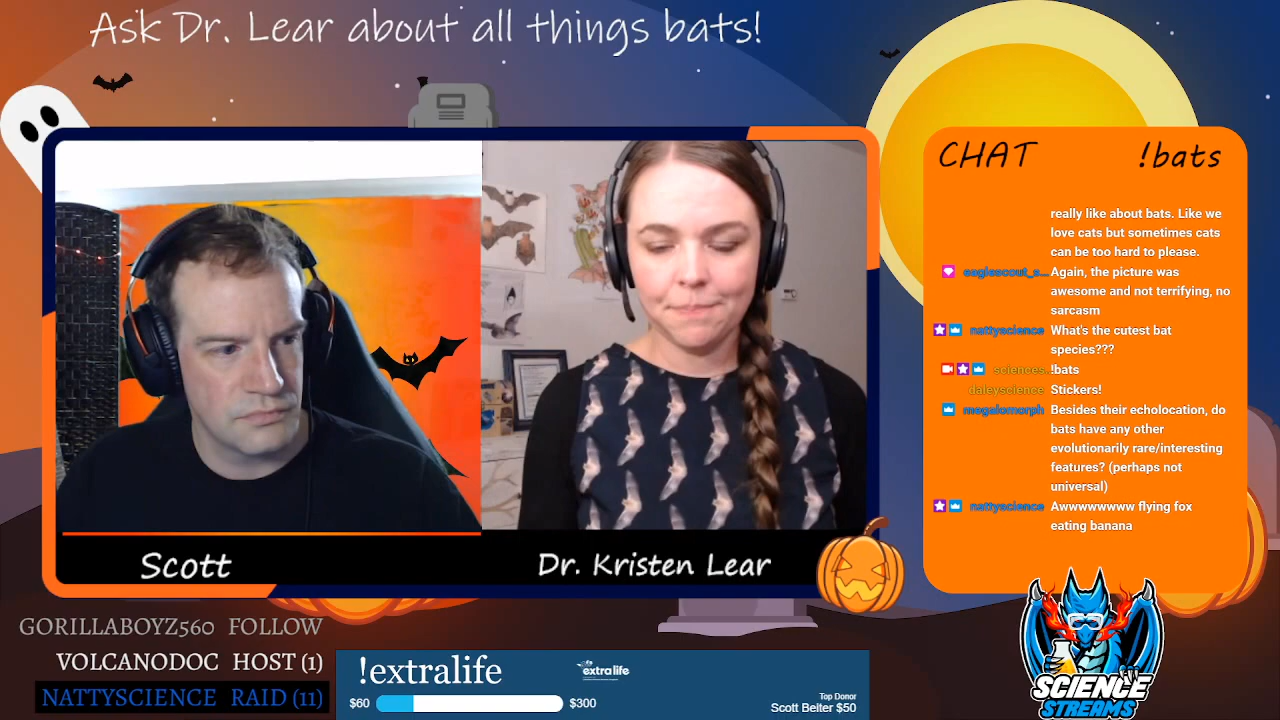 Ask Dr. Lear about all things bats!
CHAT !bats
really like about bats. Like we
love cats but sometimes cats
can be too hard to please.
eaglescout_s... Again, the picture was
awesome and not terrifying, no
sarcasm
nattyscience What's the cutest bat
species???
sciences.. !bats
daleyscience Stickers!
megalomorph Besides their echolocation, do
bats have any other
evolutionarily rare/interesting
features? (perhaps not
universal)
nattyscience Awwwwwwww flying fox
eating banana
Scott
Dr. Kristen Lear
GORILLABOYZ560 FOLLOW
VOLCANODOC HOST (1)
NATTYSCIENCE RAID (11)
!extralife
extra life
$60 $300
Top Donor
Scott Belter $50
SCIENCE
STREAMS